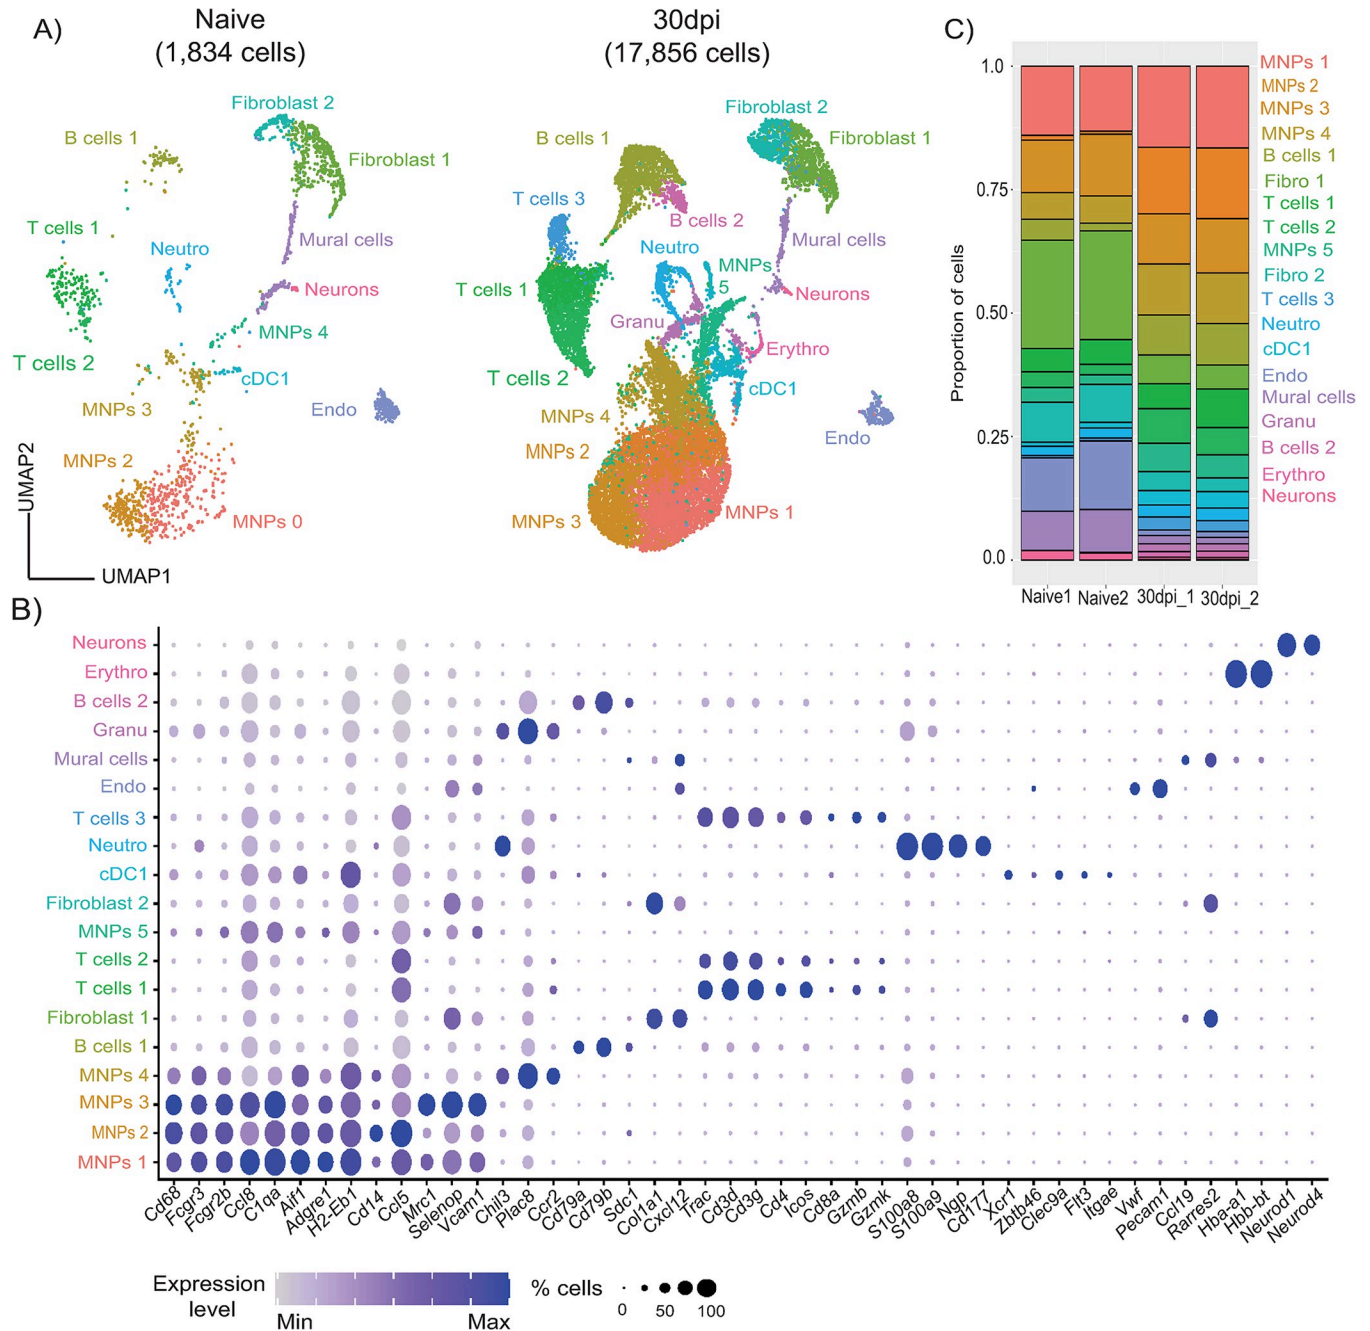 A)
Naive
(1,834 cells)
Fibroblast 2
B cells 1
Fibroblast 1
T cells 1
Neutro
Mural cells
Neurons
MNPs 4
T cells 2
cDC1
MNPs 3
Endo
MNPs 2
MNPs 0
UMAP2
UMAP1
30dpi
(17,856 cells)
Fibroblast 2
B cells 1
Fibroblast 1
T cells 3
B cells 2
Neutro
Mural cells
MNPs
5
T cells 1
Neurons
Granu
Erythro
T cells 2
cDC1
MNPs 4
Endo
MNPs 2
MNPs 3
MNPs 1
C)
Proportion of cells
1.0
0.75
0.50
0.25
0.0
Naive1
Naive2
30dpi_1
30dpi_2
MNPs 1
MNPs 2
MNPs 3
MNPs 4
B cells 1
Fibro 1
T cells 1
T cells 2
MNPs 5
Fibro 2
T cells 3
Neutro
cDC1
Endo
Mural cells
Granu
B cells 2
Erythro
Neurons
B)
Neurons
Erythro
B cells 2
Granu
Mural cells
Endo
T cells 3
Neutro
cDC1
Fibroblast 2
MNPs 5
T cells 2
T cells 1
Fibroblast 1
B cells 1
MNPs 4
MNPs 3
MNPs 2
MNPs 1
Cd68
Fcgr3
Fcgr2b
Ccl8
C1qa
Aif1
Adgre1
H2-Eb1
Cd14
Ccl5
Mrc1
Selenop
Vcam1
Chil3
Plac8
Ccr2
Cd79a
Cd79b
Sdc1
Col1a1
Cxcl12
Trac
Cd3d
Cd3g
Cd4
Icos
Cd8a
Gzmb
Gzmk
S100a8
S100a9
Ngp
Cd177
Xcr1
Zbtb46
Clec9a
Flt3
Itgae
Vwf
Pecam1
Ccl19
Rarres2
Hba-a1
Hbb-bt
Neurod1
Neurod4
Expression
level
Min
Max
% cells
0
50
100